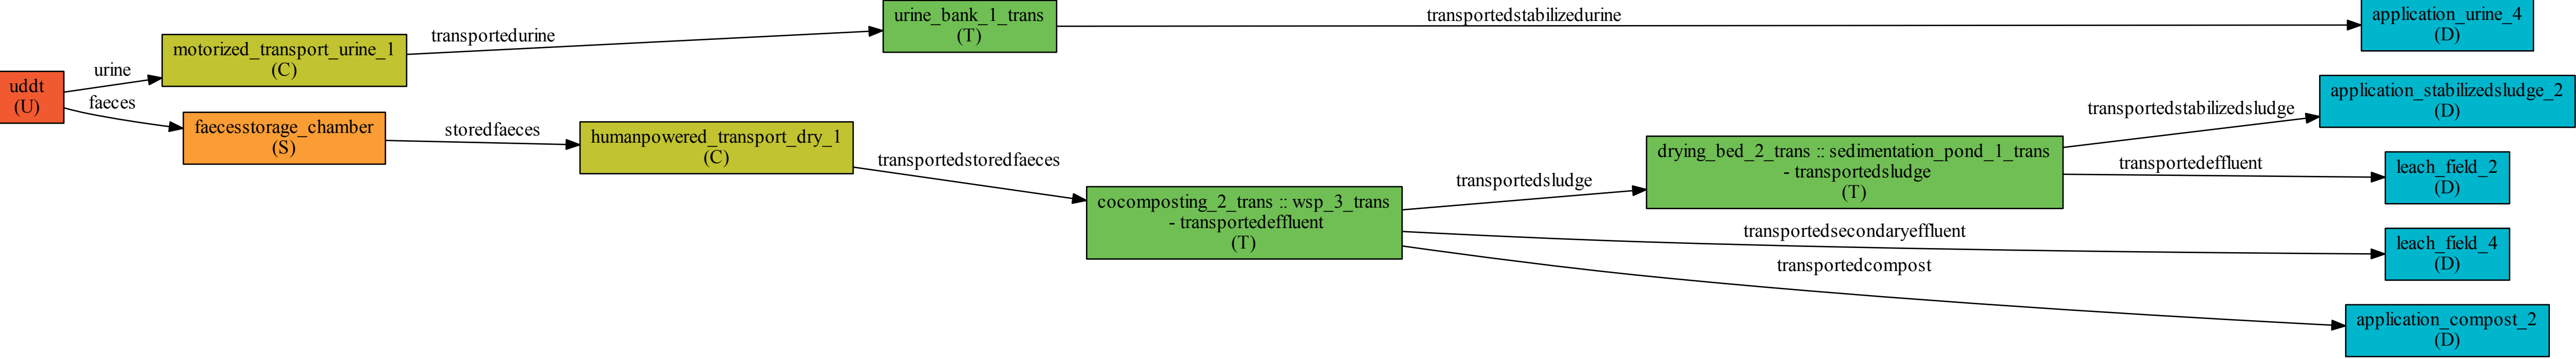 uddt
(U)
urine
faeces
motorized_transport_urine_1
(C)
faecesstorage_chamber
(S)
transportedurine
storedfaeces
humanpowered_transport_dry_1
(C)
urine_bank_1_trans
(T)
transportedstoredfaeces
cocomposting_2_trans :: wsp_3_trans
- transportedeffluent
(T)
transportedstabilizedurine
transportedsludge
drying_bed_2_trans :: sedimentation_pond_1_trans
- transportedsludge
(T)
transportedsecondaryeffluent
transportedcompost
transportedstabilizedsludge
transportedeffluent
application_urine_4
(D)
application_stabilizedsludge_2
(D)
leach_field_2
(D)
leach_field_4
(D)
application_compost_2
(D)